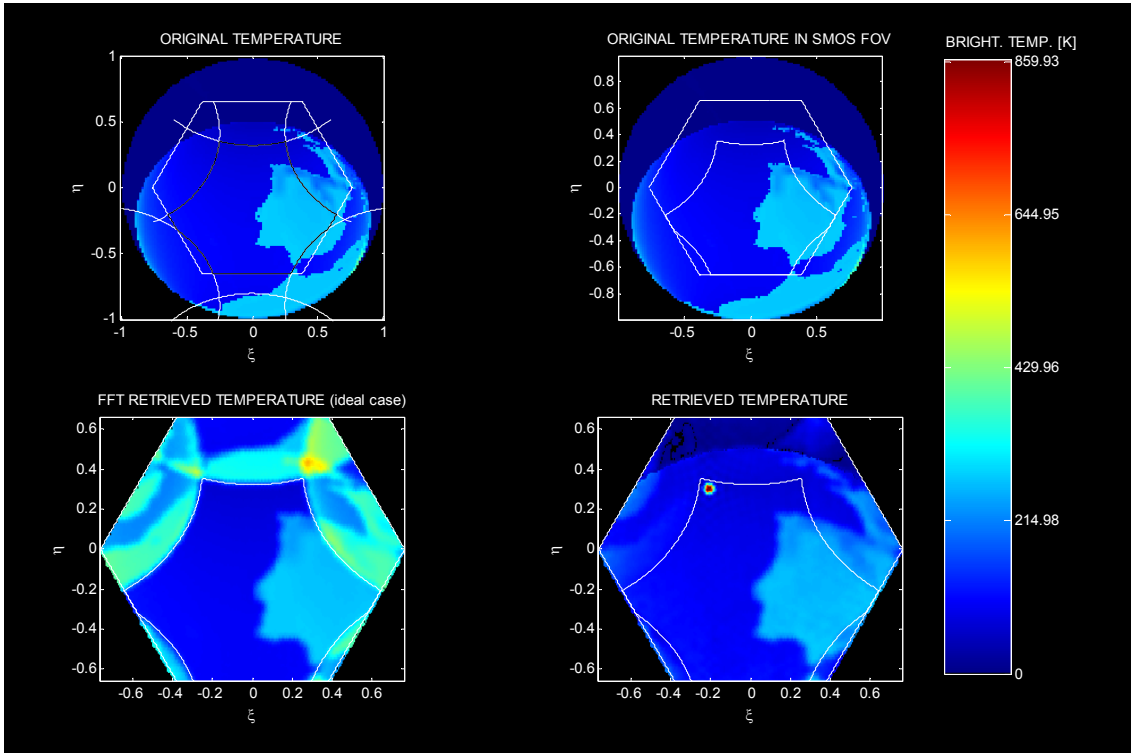 ORIGINAL TEMPERATURE
1
0.5
0
-0.5
-1
η
-1 -0.5 0 0.5 1
ξ
ORIGINAL TEMPERATURE IN SMOS FOV
0.8
0.6
0.4
0.2
0
-0.2
-0.4
-0.6
-0.8
η
-0.5 0 0.5
ξ
BRIGHT. TEMP. [K]
859.93
644.95
429.96
214.98
0
FFT RETRIEVED TEMPERATURE (ideal case)
0.6
0.4
0.2
0
-0.2
-0.4
-0.6
η
-0.6 -0.4 -0.2 0 0.2 0.4 0.6
ξ
RETRIEVED TEMPERATURE
0.6
0.4
0.2
0
-0.2
-0.4
-0.6
η
-0.6 -0.4 -0.2 0 0.2 0.4 0.6
ξ